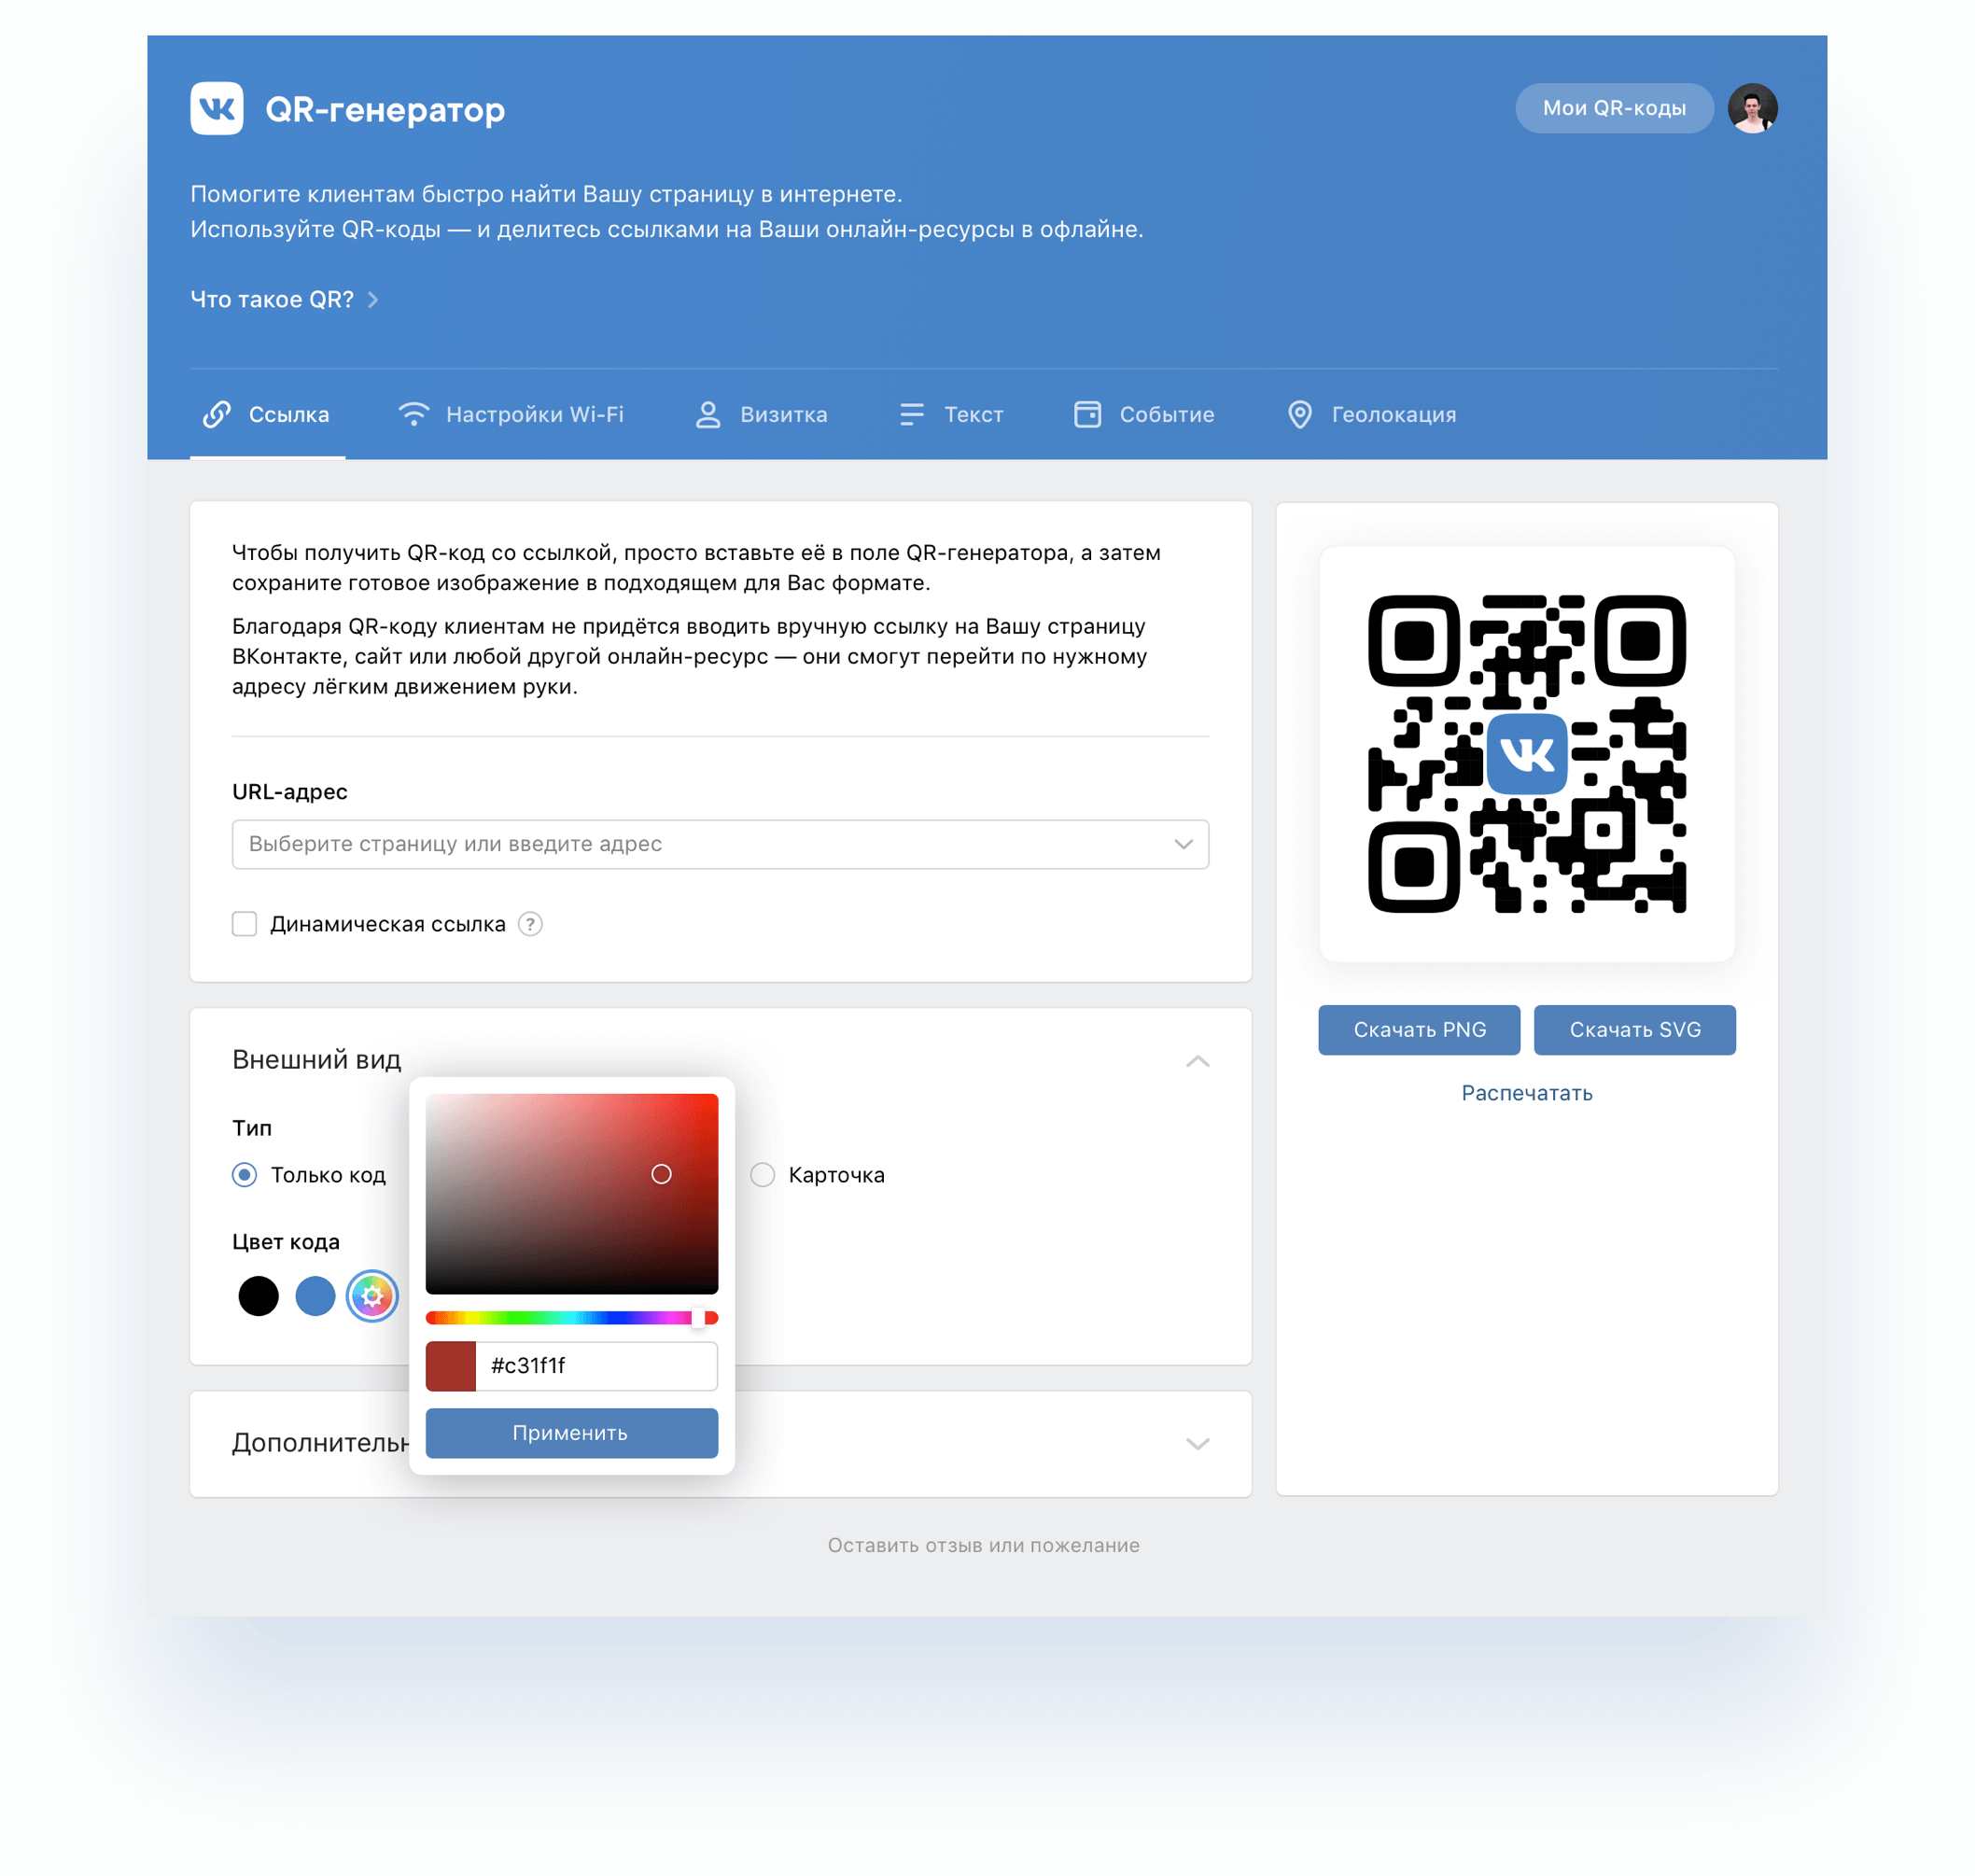 VK QR-генератор
Мои QR-коды
Помогите клиентам быстро найти Вашу страницу в интернете.
Используйте QR-коды — и делитесь ссылками на Ваши онлайн-ресурсы в офлайне.
Что такое QR?
Ссылка Настройки Wi-Fi Визитка Текст Событие Геолокация
Чтобы получить QR-код со ссылкой, просто вставьте её в поле QR-генератора, а затем
сохраните готовое изображение в подходящем для Вас формате.
Благодаря QR-коду клиентам не придётся вводить вручную ссылку на Вашу страницу
ВКонтакте, сайт или любой другой онлайн-ресурс — они смогут перейти по нужному
адресу лёгким движением руки.
URL-адрес
Выберите страницу или введите адрес
Динамическая ссылка ?
VK
Скачать PNG Скачать SVG
Распечатать
Внешний вид
Тип
Только код Карточка
Цвет кода
#c31f1f
Применить
Оставить отзыв или пожелание